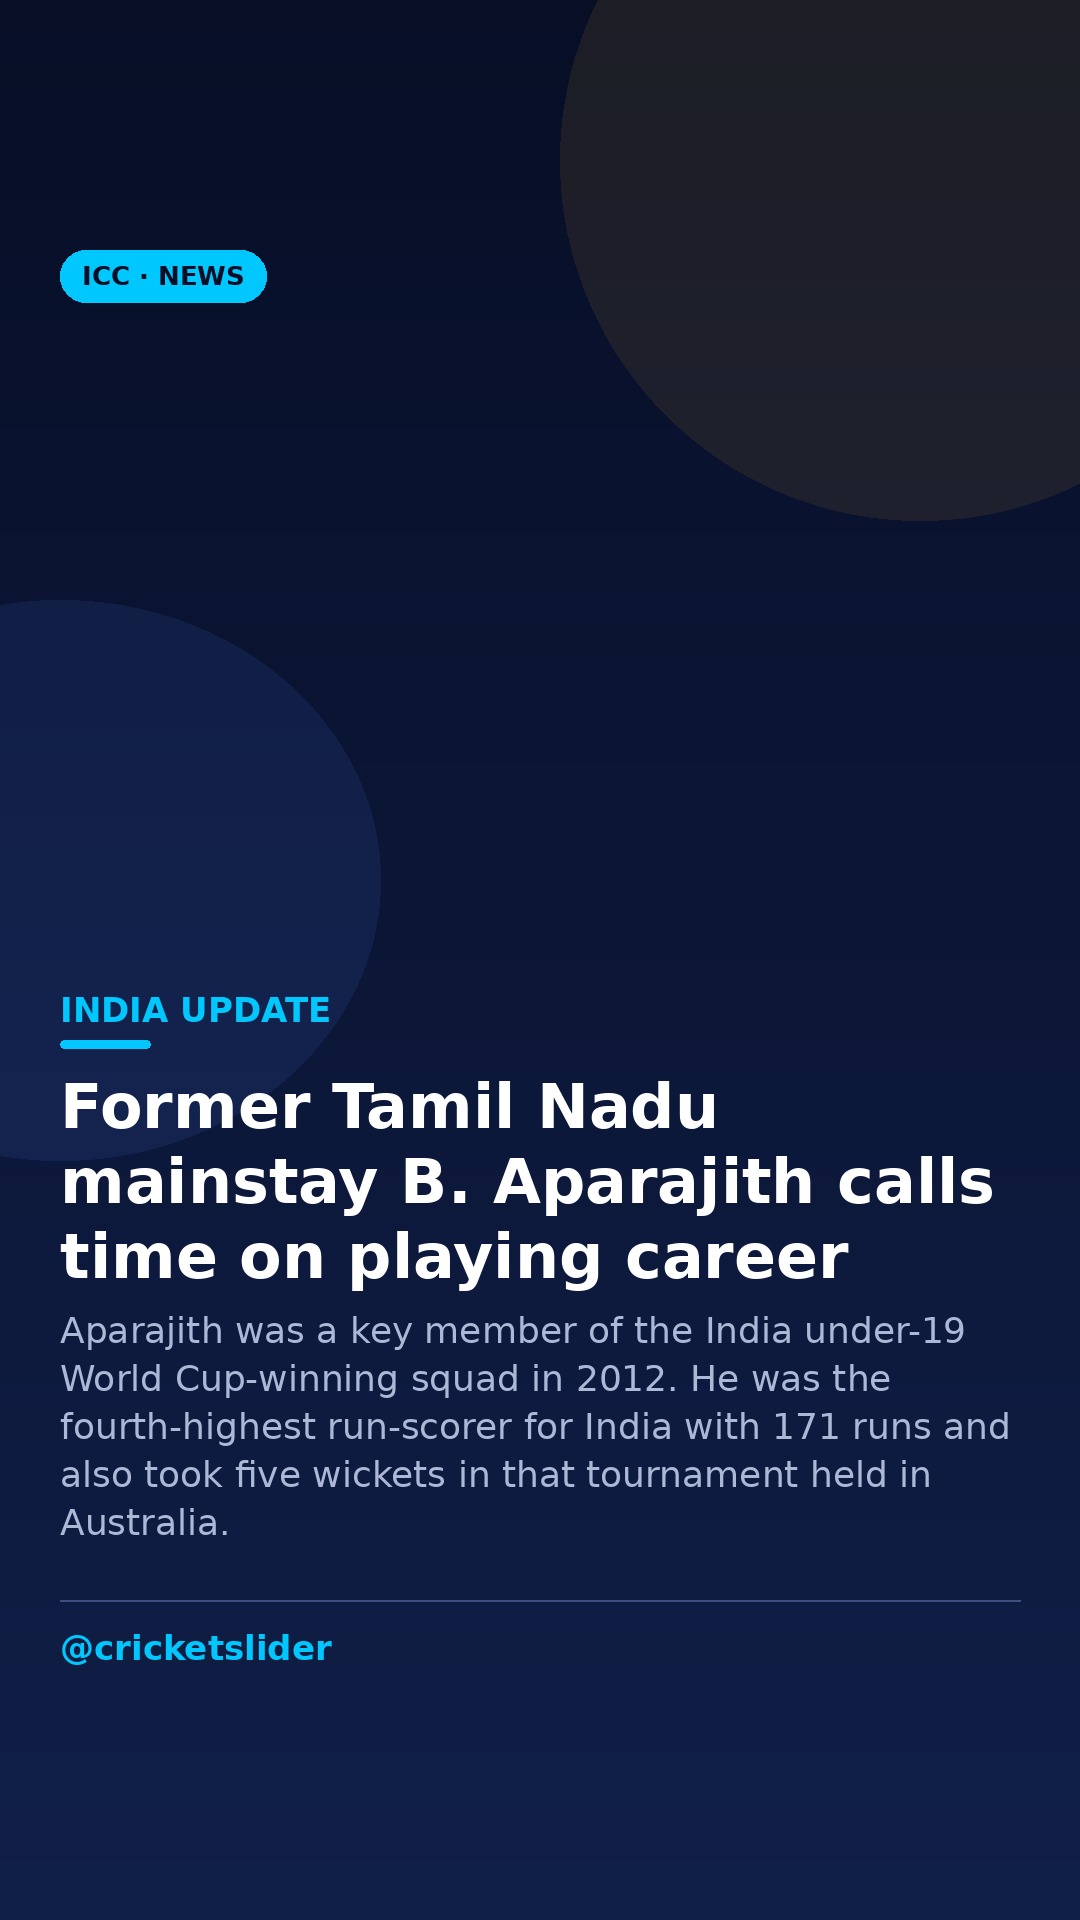 ICC · NEWS
INDIA UPDATE
Former Tamil Nadu
mainstay B. Aparajith calls
time on playing career
Aparajith was a key member of the India under-19
World Cup-winning squad in 2012. He was the
fourth-highest run-scorer for India with 171 runs and
also took five wickets in that tournament held in
Australia.
@cricketslider